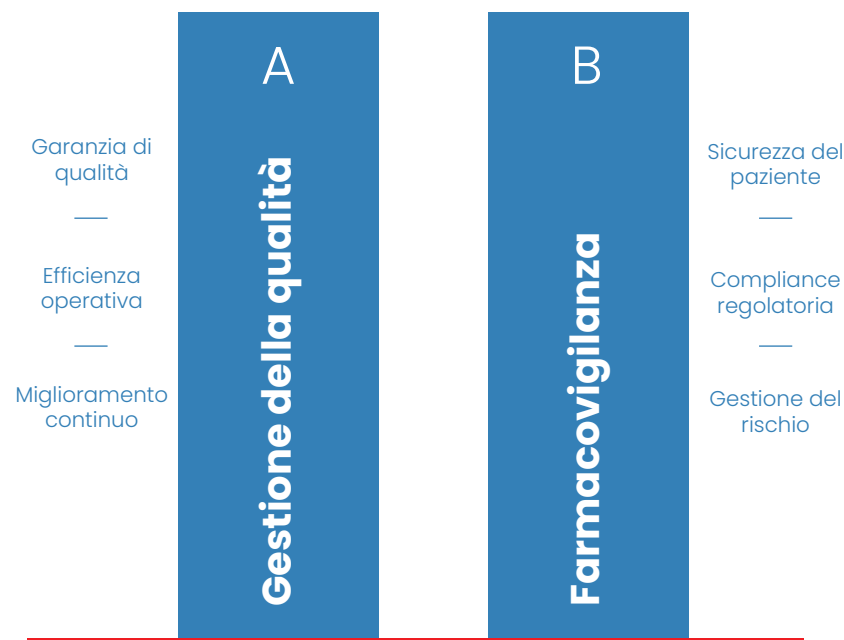 A
Gestione della qualità
Garanzia di
qualità
Efficienza
operativa
Miglioramento
continuo
B
Farmacovigilanza
Sicurezza del
paziente
Compliance
regolatoria
Gestione del
rischio